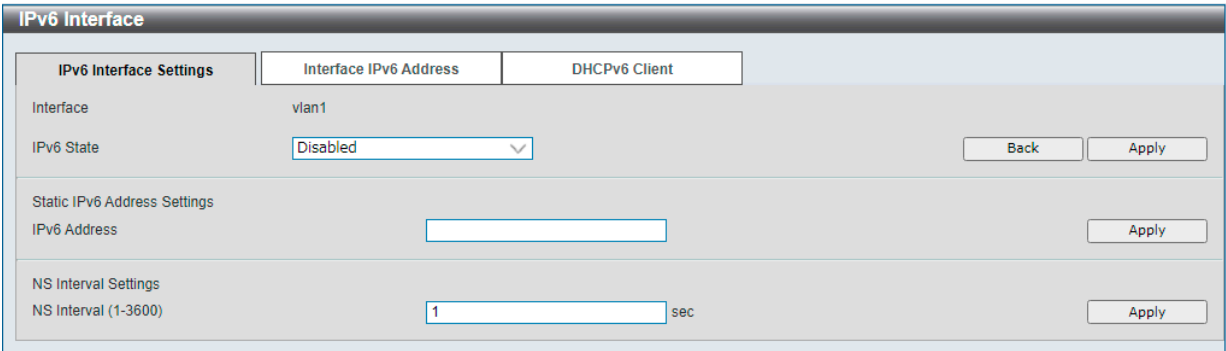 IPv6 Interface
IPv6 Interface Settings Interface IPv6 Address DHCPv6 Client
Interface vlan1
IPv6 State Disabled Back Apply
Static IPv6 Address Settings
IPv6 Address Apply
NS Interval Settings
NS Interval (1-3600) 1 sec Apply